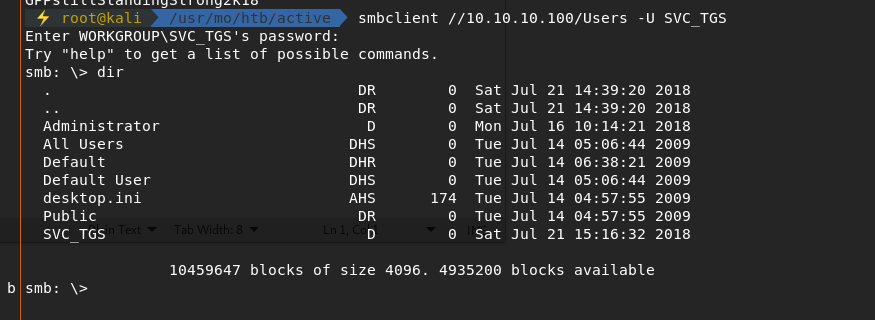 GPPstillStandingStrong2k18
⚡ root@kali /usr/mo/htb/active smbclient //10.10.10.100/Users -U SVC_TGS
Enter WORKGROUP\SVC_TGS's password:
Try "help" to get a list of possible commands.
smb: \> dir
. DR 0 Sat Jul 21 14:39:20 2018
.. DR 0 Sat Jul 21 14:39:20 2018
Administrator D 0 Mon Jul 16 10:14:21 2018
All Users DHS 0 Tue Jul 14 05:06:44 2009
Default DHR 0 Tue Jul 14 06:38:21 2009
Default User DHS 0 Tue Jul 14 05:06:44 2009
desktop.ini AHS 174 Tue Jul 14 04:57:55 2009
Public DR 0 Tue Jul 14 04:57:55 2009
Text Tab Width: 8 Ln 1, Col
SVC_TGS D 0 Sat Jul 21 15:16:32 2018
10459647 blocks of size 4096. 4935200 blocks available
b smb: \>